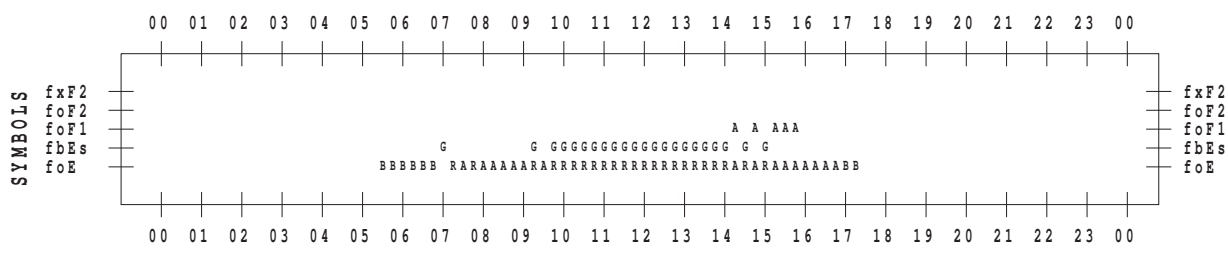 00 01 02 03 04 05 06 07 08 09 10 11 12 13 14 15 16 17 18 19 20 21 22 23 00
SYMBOLS
fxF2 fxF2
foF2 foF2
foF1 A A AAA foF1
fbEs G G GGGGGGGGGGGGGGGGGG G G fbEs
foE BBBBBB RARAAAAARARRRRRRRRRRRRRRRRRRARARAAAAAAABB foE
00 01 02 03 04 05 06 07 08 09 10 11 12 13 14 15 16 17 18 19 20 21 22 23 00